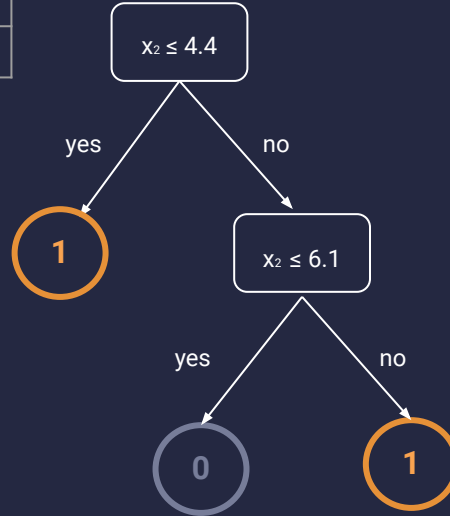 x₂ ≤ 4.4
yes
no
1
x₂ ≤ 6.1
yes
no
0
1